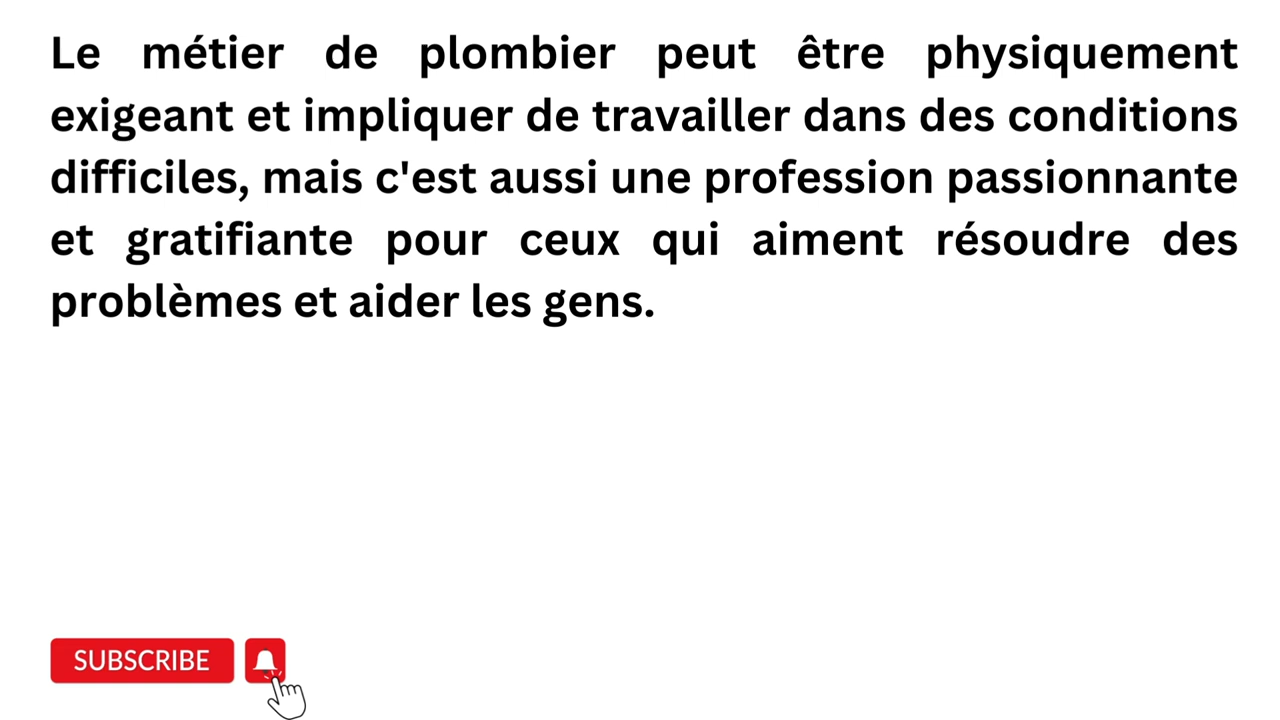 Le métier de plombier peut être physiquement
exigeant et impliquer de travailler dans des conditions
difficiles, mais c'est aussi une profession passionnante
et gratifiante pour ceux qui aiment résoudre des
problèmes et aider les gens.
SUBSCRIBE